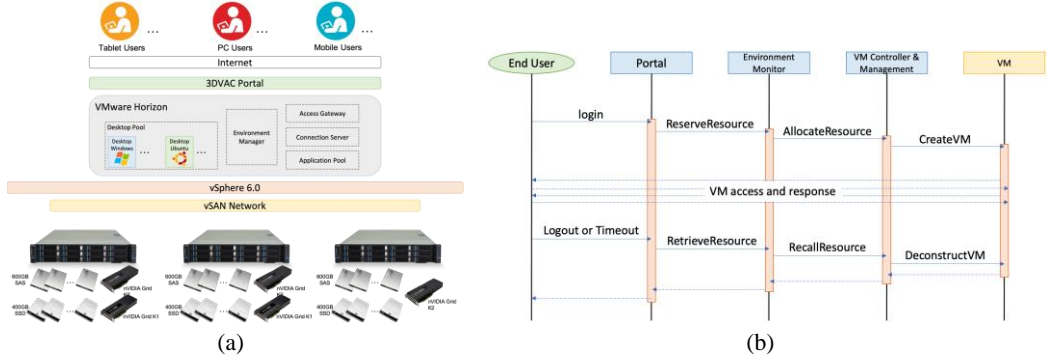 Tablet Users
...
PC Users
...
Mobile Users
...
Internet
3DVAC Portal
VMware Horizon
Desktop Pool
Desktop
Windows
...
Desktop
Ubuntu
...
Environment
Manager
Access Gateway
Connection Server
Application Pool
vSphere 6.0
vSAN Network
600GB
SAS
...
nVIDIA Grid
400GB
SSD
...
nVIDIA Grid K1
600GB
SAS
...
nVIDIA Grid
400GB
SSD
...
nVIDIA Grid K1
600GB
SAS
...
nVIDIA Grid
K2
400GB
SSD
...
(a)
End User
Portal
Environment
Monitor
VM Controller &
Management
VM
login
ReserveResource
AllocateResource
CreateVM
VM access and response
Logout or Timeout
RetrieveResource
RecallResource
DeconstructVM
(b)